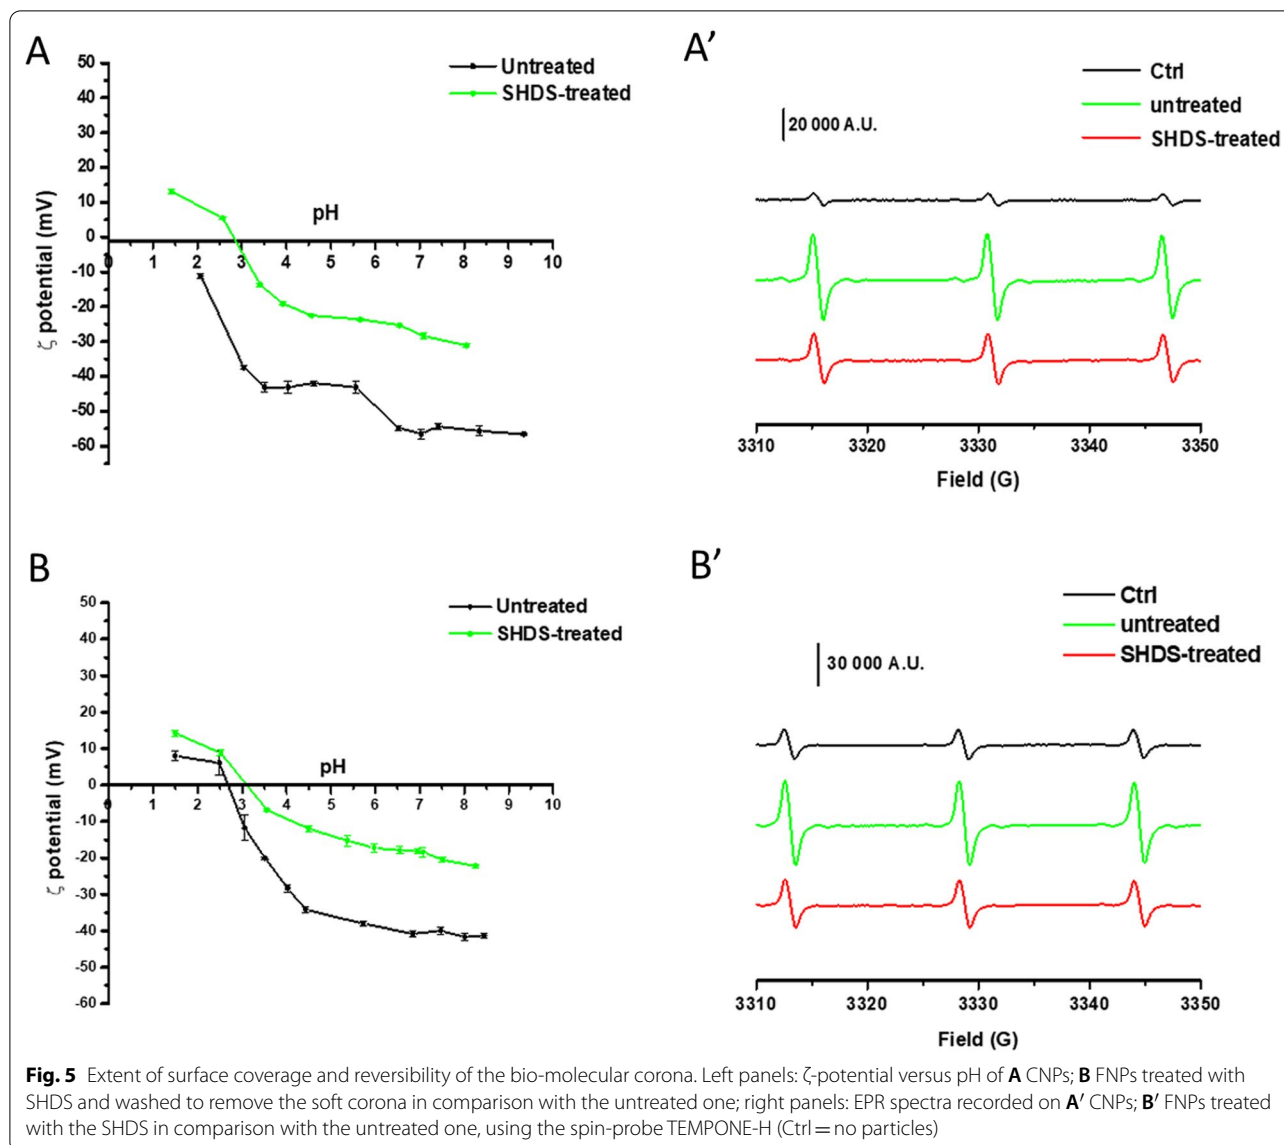 A
50
40
30
20
10
0
-10
-20
-30
-40
-50
-60
ζ potential (mV)
pH
0 1 2 3 4 5 6 7 8 9 10
Untreated
SHDS-treated
A′
Ctrl
untreated
SHDS-treated
20 000 A.U.
3310 3320 3330 3340 3350
Field (G)
B
50
40
30
20
10
0
-10
-20
-30
-40
-50
-60
ζ potential (mV)
pH
0 1 2 3 4 5 6 7 8 9 10
Untreated
SHDS-treated
B′
Ctrl
untreated
SHDS-treated
30 000 A.U.
3310 3320 3330 3340 3350
Field (G)
Fig. 5 Extent of surface coverage and reversibility of the bio-molecular corona. Left panels: ζ-potential versus pH of A CNPs; B FNPs treated with
SHDS and washed to remove the soft corona in comparison with the untreated one; right panels: EPR spectra recorded on A′ CNPs; B′ FNPs treated
with the SHDS in comparison with the untreated one, using the spin-probe TEMPONE-H (Ctrl = no particles)